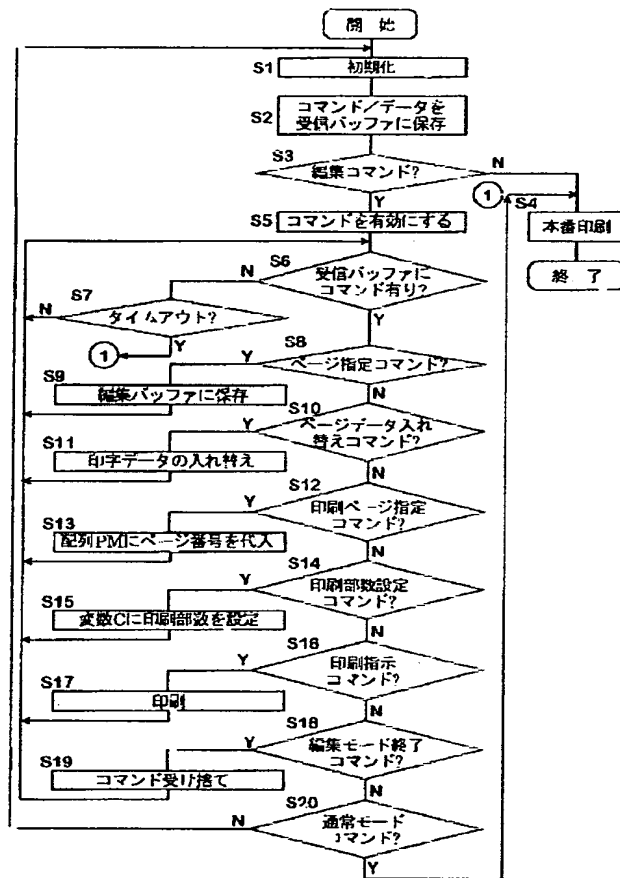 開 始
S1
初期化
S2
コマンド／データを
受信バッファに保存
S3
編集コマンド?
N
Y
1
S4
本番印刷
終 了
S5
コマンドを有効にする
S6
受信バッファに
コマンド有り?
N
Y
S7
タイムアウト?
N
Y
1
S8
ページ指定コマンド?
Y
N
S9
編集バッファに保存
S10
ページデータ入れ
替えコマンド?
Y
N
S11
印字データの入れ替え
S12
印刷ページ指定
コマンド?
Y
N
S13
配列PMにページ番号を代入
S14
印刷部数設定
コマンド?
Y
N
S15
変数Cに印刷部数を設定
S16
印刷指示
コマンド?
Y
N
S17
印刷
S18
編集モード終了
コマンド?
Y
N
S19
コマンド受け捨て
S20
通常モード
コマンド?
N
Y